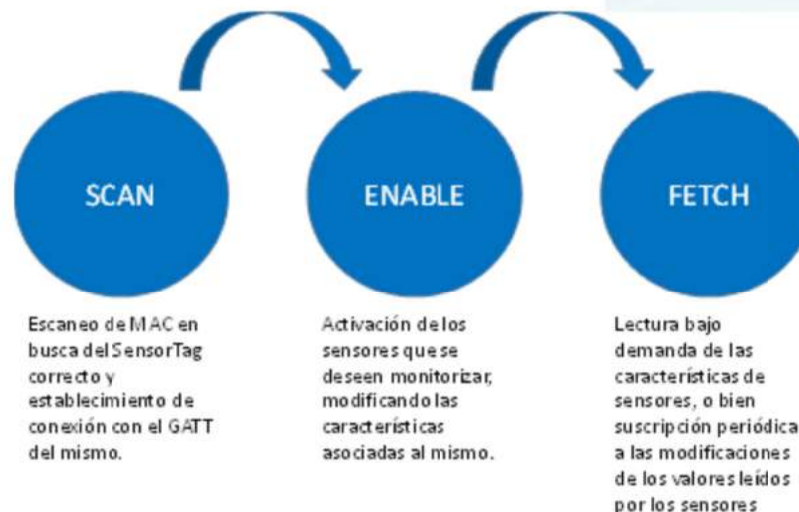 SCAN
ENABLE
FETCH
Escaneo de MAC en
busca del SensorTag
correcto y
establecimiento de
conexión con el GATT
del mismo.
Activación de los
sensores que se
deseen monitorizar,
modificando las
características
asociadas al mismo.
Lectura bajo
demanda de las
características de
sensores, o bien
suscripción periódica
a las modificaciones
de los valores leídos
por los sensores